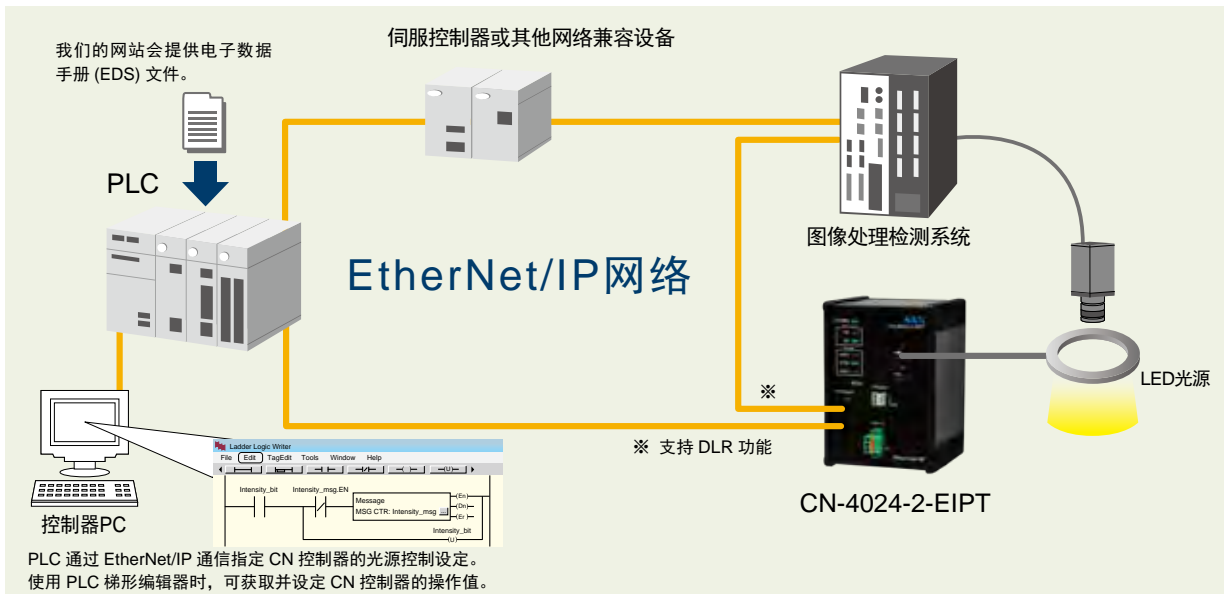 我们的网站会提供电子数据
手册 (EDS) 文件。
伺服控制器或其他网络兼容设备
PLC
图像处理检测系统
EtherNet/IP网络
LED光源
※
※ 支持 DLR 功能
CN-4024-2-EIPT
控制器PC
Ladder Logic Writer
File Edit TagEdit Tools Window Help
Intensity_bit Intensity_msg.EN
Message
MSG CTR: Intensity_msg ...
(En)
(Dn)
(Er)
Intensity_bit
(U)
PLC 通过 EtherNet/IP 通信指定 CN 控制器的光源控制设定。
使用 PLC 梯形编辑器时，可获取并设定 CN 控制器的操作值。